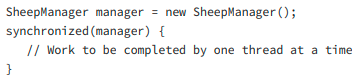 SheepManager manager = new SheepManager();
synchronized(manager) {
   // Work to be completed by one thread at a time
}